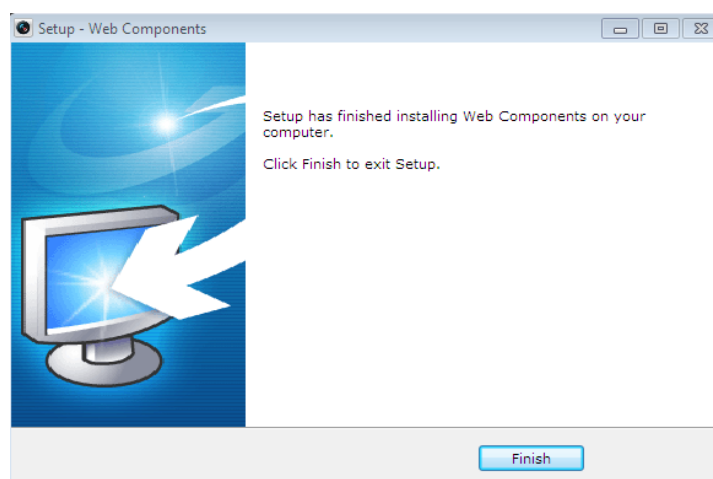 Setup - Web Components
Setup has finished installing Web Components on your
computer.
Click Finish to exit Setup.
Finish